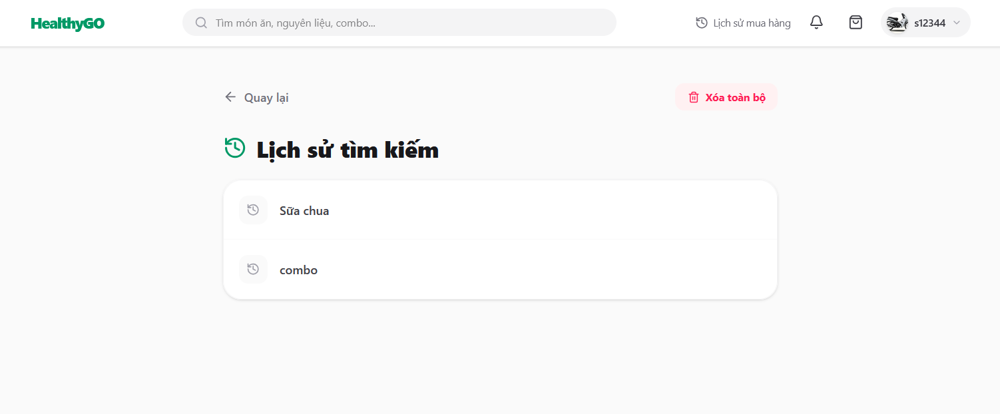 HealthyGO
Tìm món ăn, nguyên liệu, combo...
Lịch sử mua hàng
s12344
Quay lại
Xóa toàn bộ
Lịch sử tìm kiếm
Sữa chua
combo